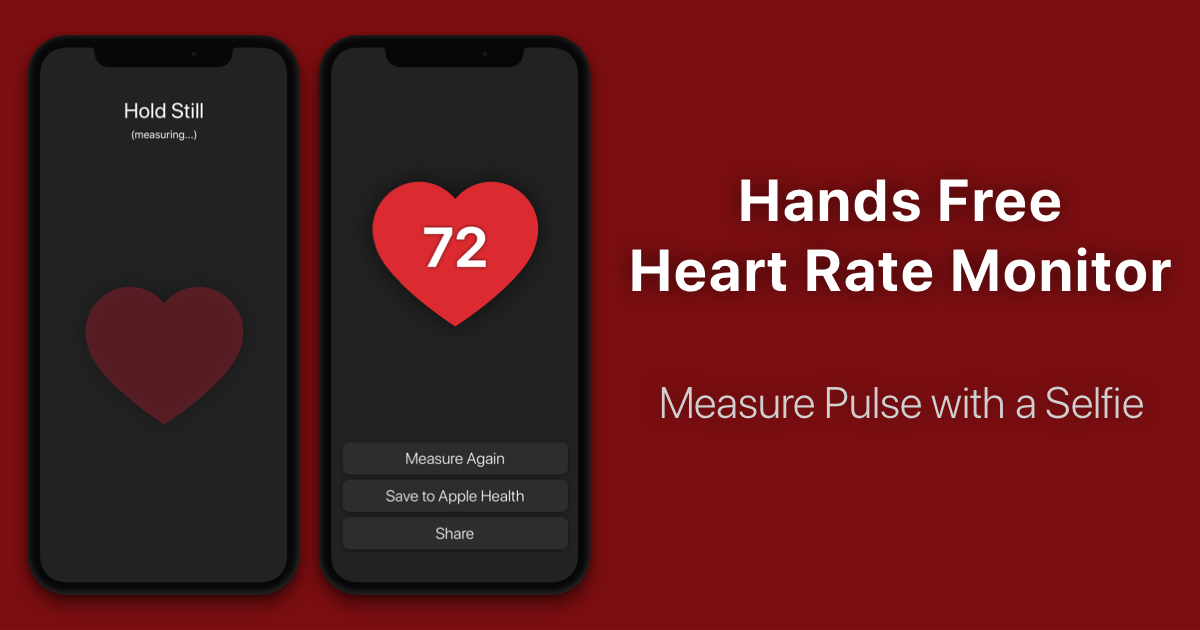 Hold Still
(measuring...)
72
Measure Again
Save to Apple Health
Share
Hands Free
Heart Rate Monitor
Measure Pulse with a Selfie